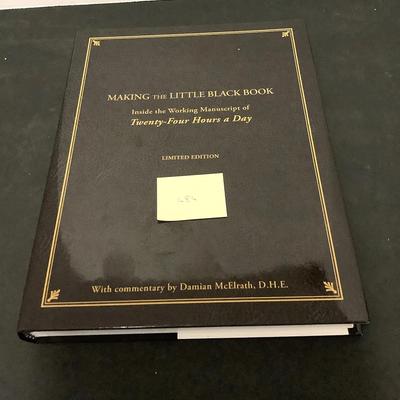 MAKING THE LITTLE BLACK BOOK
Inside the Working Manuscript of
Twenty-Four Hours a Day
LIMITED EDITION
With commentary by Damian McElrath, D.H.E.